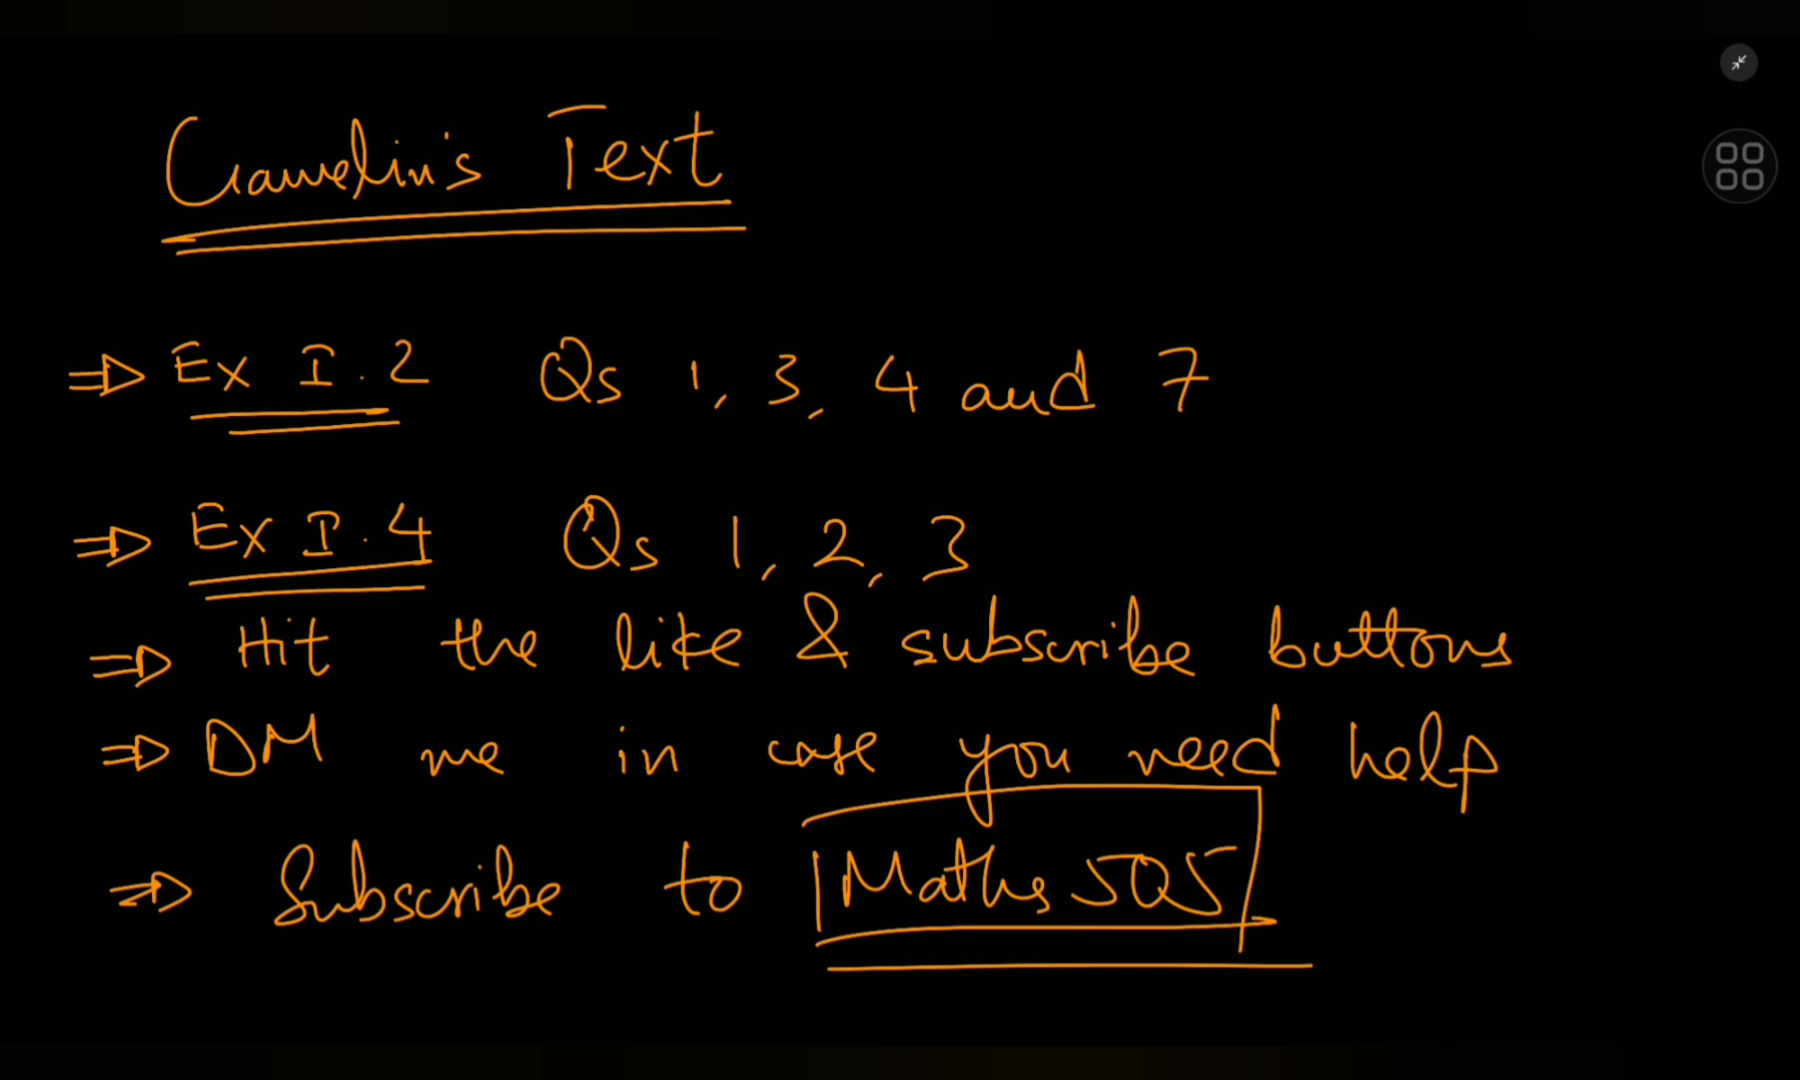 Gamelin's Text
⇒ Ex I.2 Qs 1, 3, 4 and 7
⇒ Ex I.4 Qs 1, 2, 3
⇒ Hit the like & subscribe buttons
⇒ DM me in case you need help
⇒ Subscribe to Maths 505